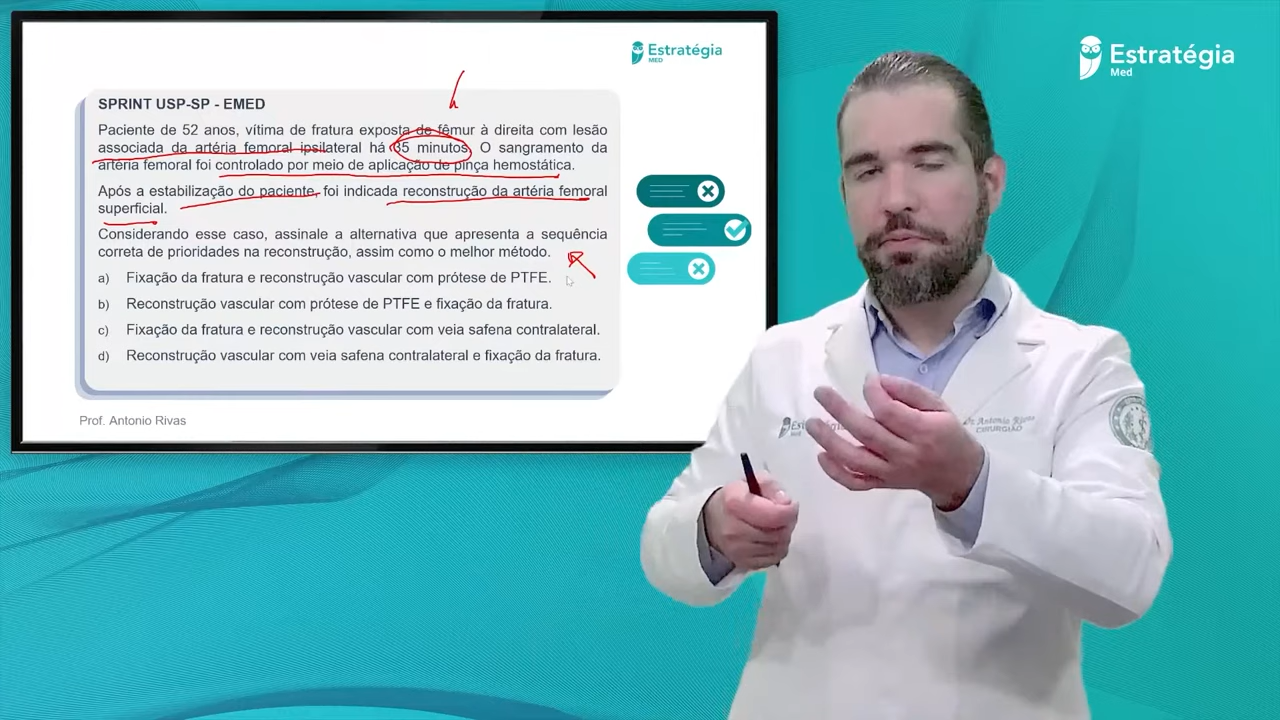 Estratégia
MED
Estratégia
Med
SPRINT USP-SP - EMED
Paciente de 52 anos, vítima de fratura exposta de fêmur à direita com lesão
associada da artéria femoral ipsilateral há 35 minutos. O sangramento da
artéria femoral foi controlado por meio de aplicação de pinça hemostática.
Após a estabilização do paciente, foi indicada reconstrução da artéria femoral
superficial.
Considerando esse caso, assinale a alternativa que apresenta a sequência
correta de prioridades na reconstrução, assim como o melhor método.
a) Fixação da fratura e reconstrução vascular com prótese de PTFE.
b) Reconstrução vascular com prótese de PTFE e fixação da fratura.
c) Fixação da fratura e reconstrução vascular com veia safena contralateral.
d) Reconstrução vascular com veia safena contralateral e fixação da fratura.
Prof. Antonio Rivas
Dr Antonio Rivas
CIRURGIÃO